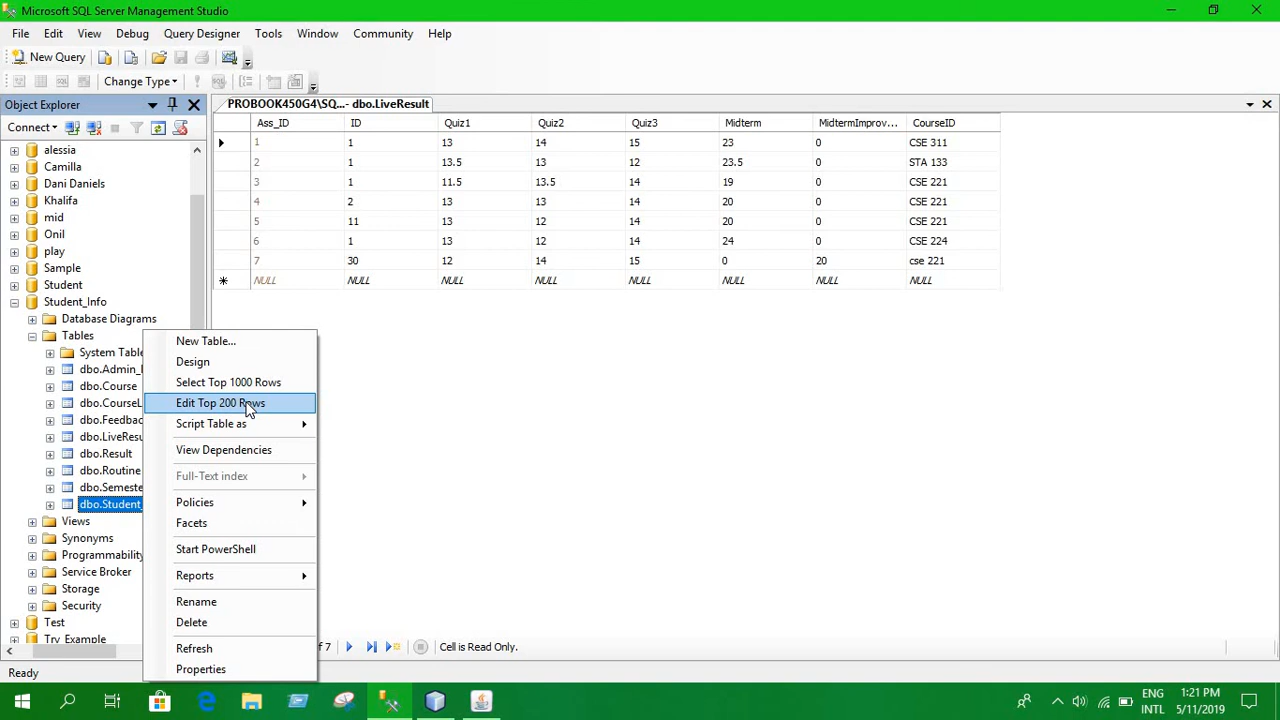 Microsoft SQL Server Management Studio
File Edit View Debug Query Designer Tools Window Community Help
New Query
Change Type
Object Explorer
PROBOOK450G4\SQ...- dbo.LiveResult
Connect
Ass_ID ID Quiz1 Quiz2 Quiz3 Midterm MidtermImprov... CourseID
1 1 13 14 15 23 0 CSE 311
2 1 13.5 13 12 23.5 0 STA 133
3 1 11.5 13.5 14 19 0 CSE 221
4 2 13 13 14 20 0 CSE 221
5 11 13 12 14 20 0 CSE 221
6 1 13 12 14 24 0 CSE 224
7 30 12 14 15 0 20 cse 221
NULL NULL NULL NULL NULL NULL NULL NULL
alessia
Camilla
Dani Daniels
Khalifa
mid
Onil
play
Sample
Student
Student_Info
Database Diagrams
Tables
System Table
dbo.Admin_I
dbo.Course
dbo.CourseL
dbo.Feedbac
dbo.LiveResu
dbo.Result
dbo.Routine
dbo.Semeste
dbo.Student_
Views
Synonyms
Programmability
Service Broker
Storage
Security
Test
Try_Example
New Table...
Design
Select Top 1000 Rows
Edit Top 200 Rows
Script Table as
View Dependencies
Full-Text index
Policies
Facets
Start PowerShell
Reports
Rename
Delete
Refresh
Properties
of 7
Cell is Read Only.
Ready
ENG
INTL
1:21 PM
5/11/2019